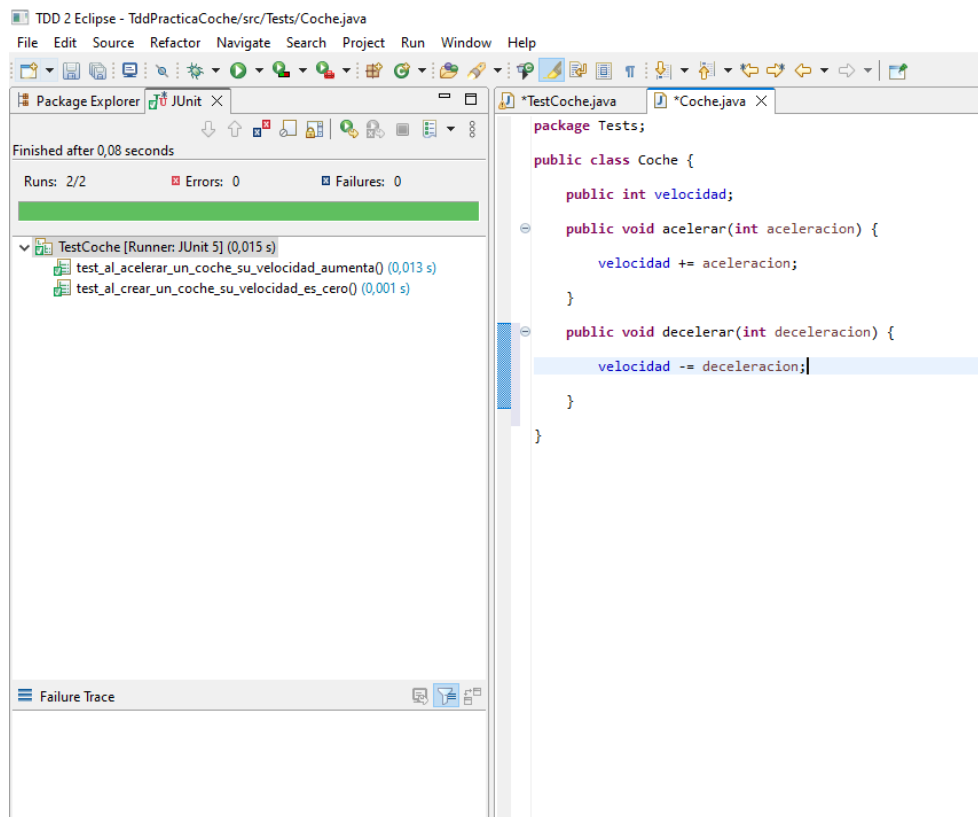 TDD 2 Eclipse - TddPracticaCoche/src/Tests/Coche.java
File Edit Source Refactor Navigate Search Project Run Window Help
Package Explorer JUnit
Finished after 0,08 seconds
Runs: 2/2 Errors: 0 Failures: 0
TestCoche [Runner: JUnit 5] (0,015 s)
test_al_acelerar_un_coche_su_velocidad_aumenta() (0,013 s)
test_al_crear_un_coche_su_velocidad_es_cero() (0,001 s)
Failure Trace
*TestCoche.java *Coche.java
package Tests;
public class Coche {
public int velocidad;
public void acelerar(int aceleracion) {
velocidad += aceleracion;
}
public void decelerar(int deceleracion) {
velocidad -= deceleracion;
}
}